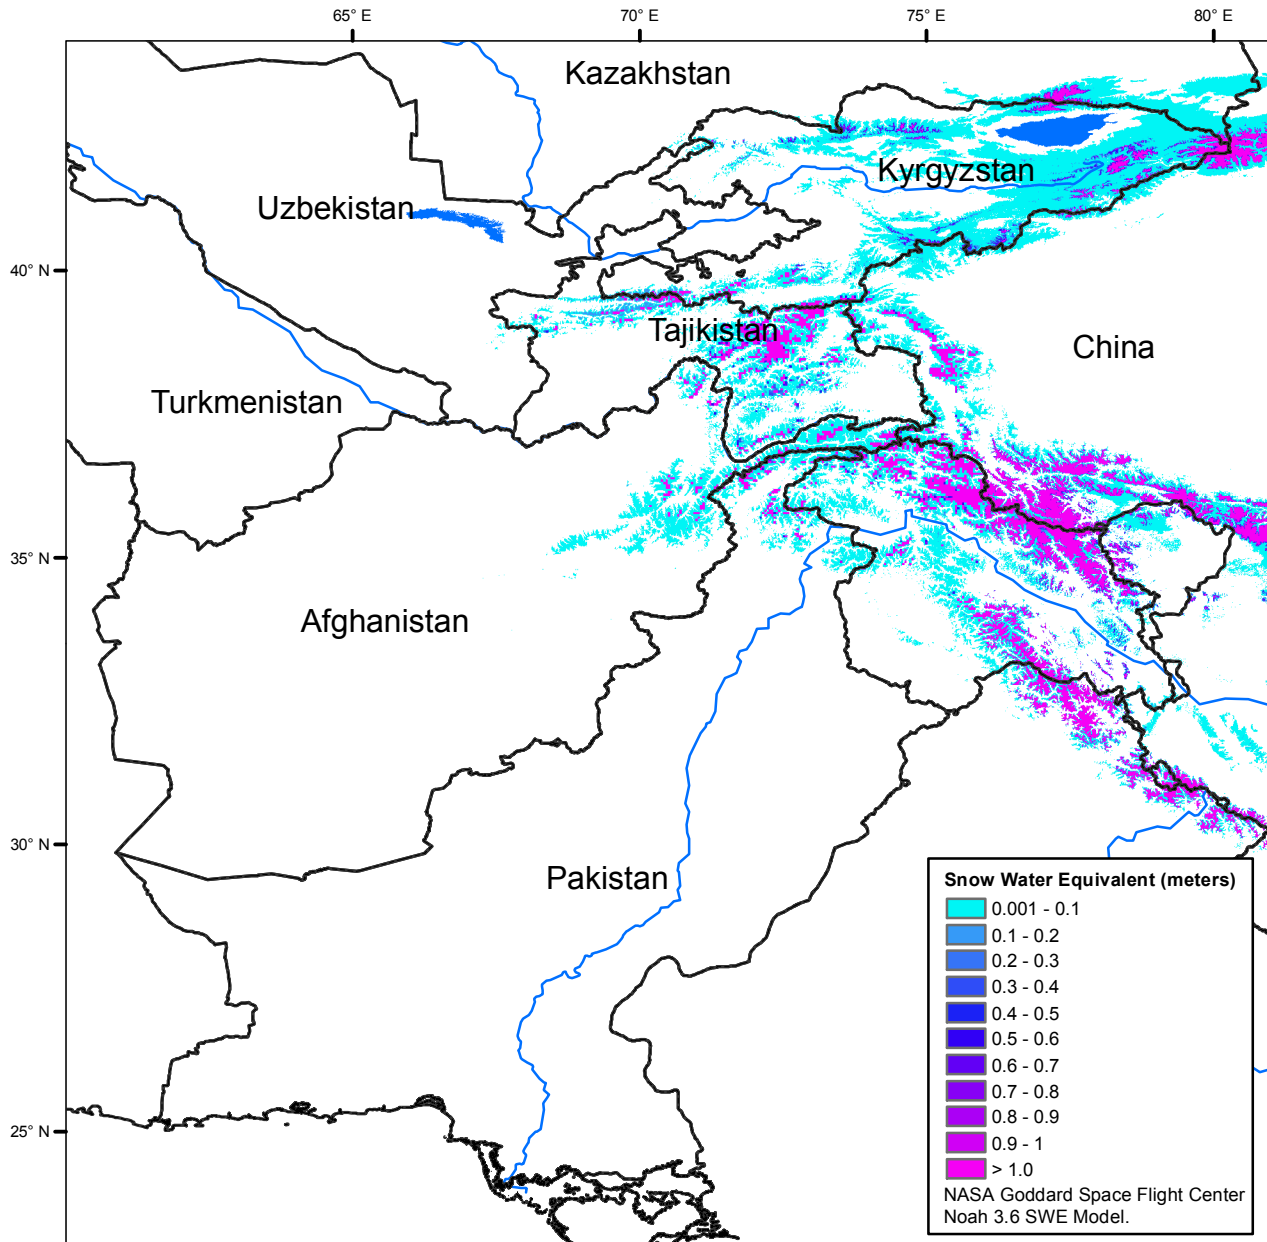 65° E
70° E
75° E
80° E
Kazakhstan
Kyrgyzstan
Uzbekistan
40° N
Tajikistan
China
Turkmenistan
35° N
Afghanistan
30° N
Pakistan
25° N
Snow Water Equivalent (meters)
0.001 - 0.1
0.1 - 0.2
0.2 - 0.3
0.3 - 0.4
0.4 - 0.5
0.5 - 0.6
0.6 - 0.7
0.7 - 0.8
0.8 - 0.9
0.9 - 1
> 1.0
NASA Goddard Space Flight Center
Noah 3.6 SWE Model.